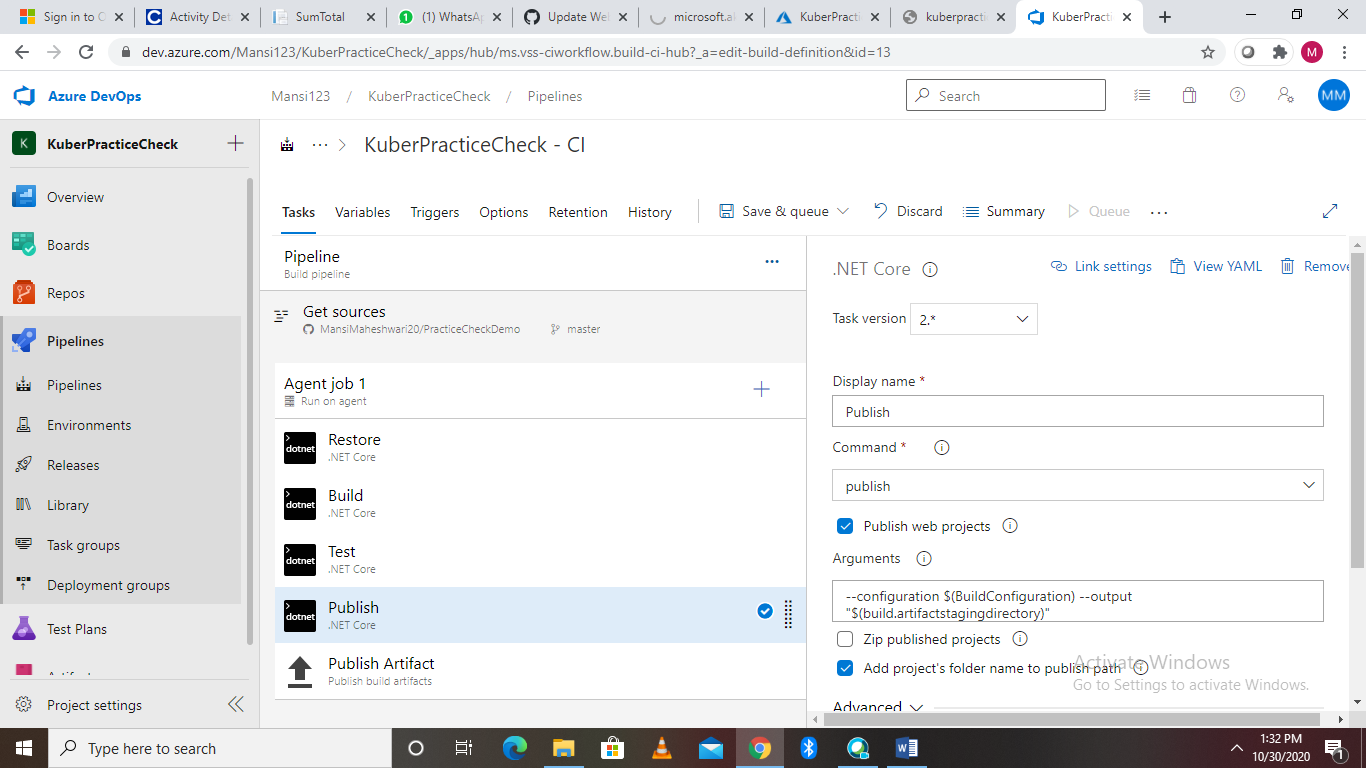 Sign in to C
Activity Det
SumTotal
(1) WhatsAp
Update Wel
microsoft.al
KuberPracti
kuberpractic
KuberPracti
dev.azure.com/Mansi123/KuberPracticeCheck/_apps/hub/ms.vss-ciworkflow.build-ci-hub?_a=edit-build-definition&id=13
M
Azure DevOps
Mansi123 / KuberPracticeCheck / Pipelines
Search
MM
K
KuberPracticeCheck
KuberPracticeCheck - CI
Overview
Boards
Repos
Pipelines
Pipelines
Environments
Releases
Library
Task groups
Deployment groups
Test Plans
Project settings
Tasks
Variables
Triggers
Options
Retention
History
Save & queue
Discard
Summary
Queue
Pipeline
Build pipeline
Get sources
MansiMaheshwari20/PracticeCheckDemo
master
Agent job 1
Run on agent
dotnet
Restore
.NET Core
dotnet
Build
.NET Core
dotnet
Test
.NET Core
dotnet
Publish
.NET Core
Publish Artifact
Publish build artifacts
.NET Core
Link settings
View YAML
Remove
Task version
2.*
Display name *
Publish
Command *
publish
Publish web projects
Arguments
--configuration $(BuildConfiguration) --output
"$(build.artifactstagingdirectory)"
Zip published projects
Add project's folder name to publish path
Advanced
Activate Windows
Go to Settings to activate Windows.
Type here to search
1:32 PM
10/30/2020
1